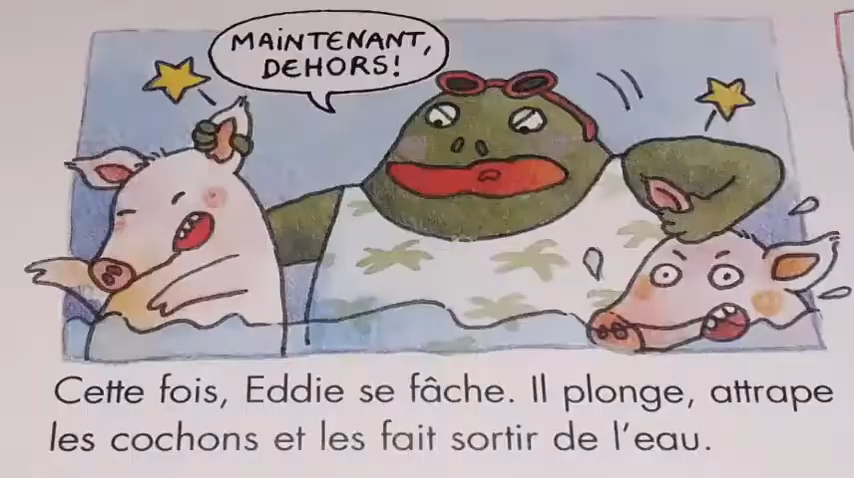 MAINTENANT,
DEHORS!
Cette fois, Eddie se fâche. Il plonge, attrape
les cochons et les fait sortir de l'eau.